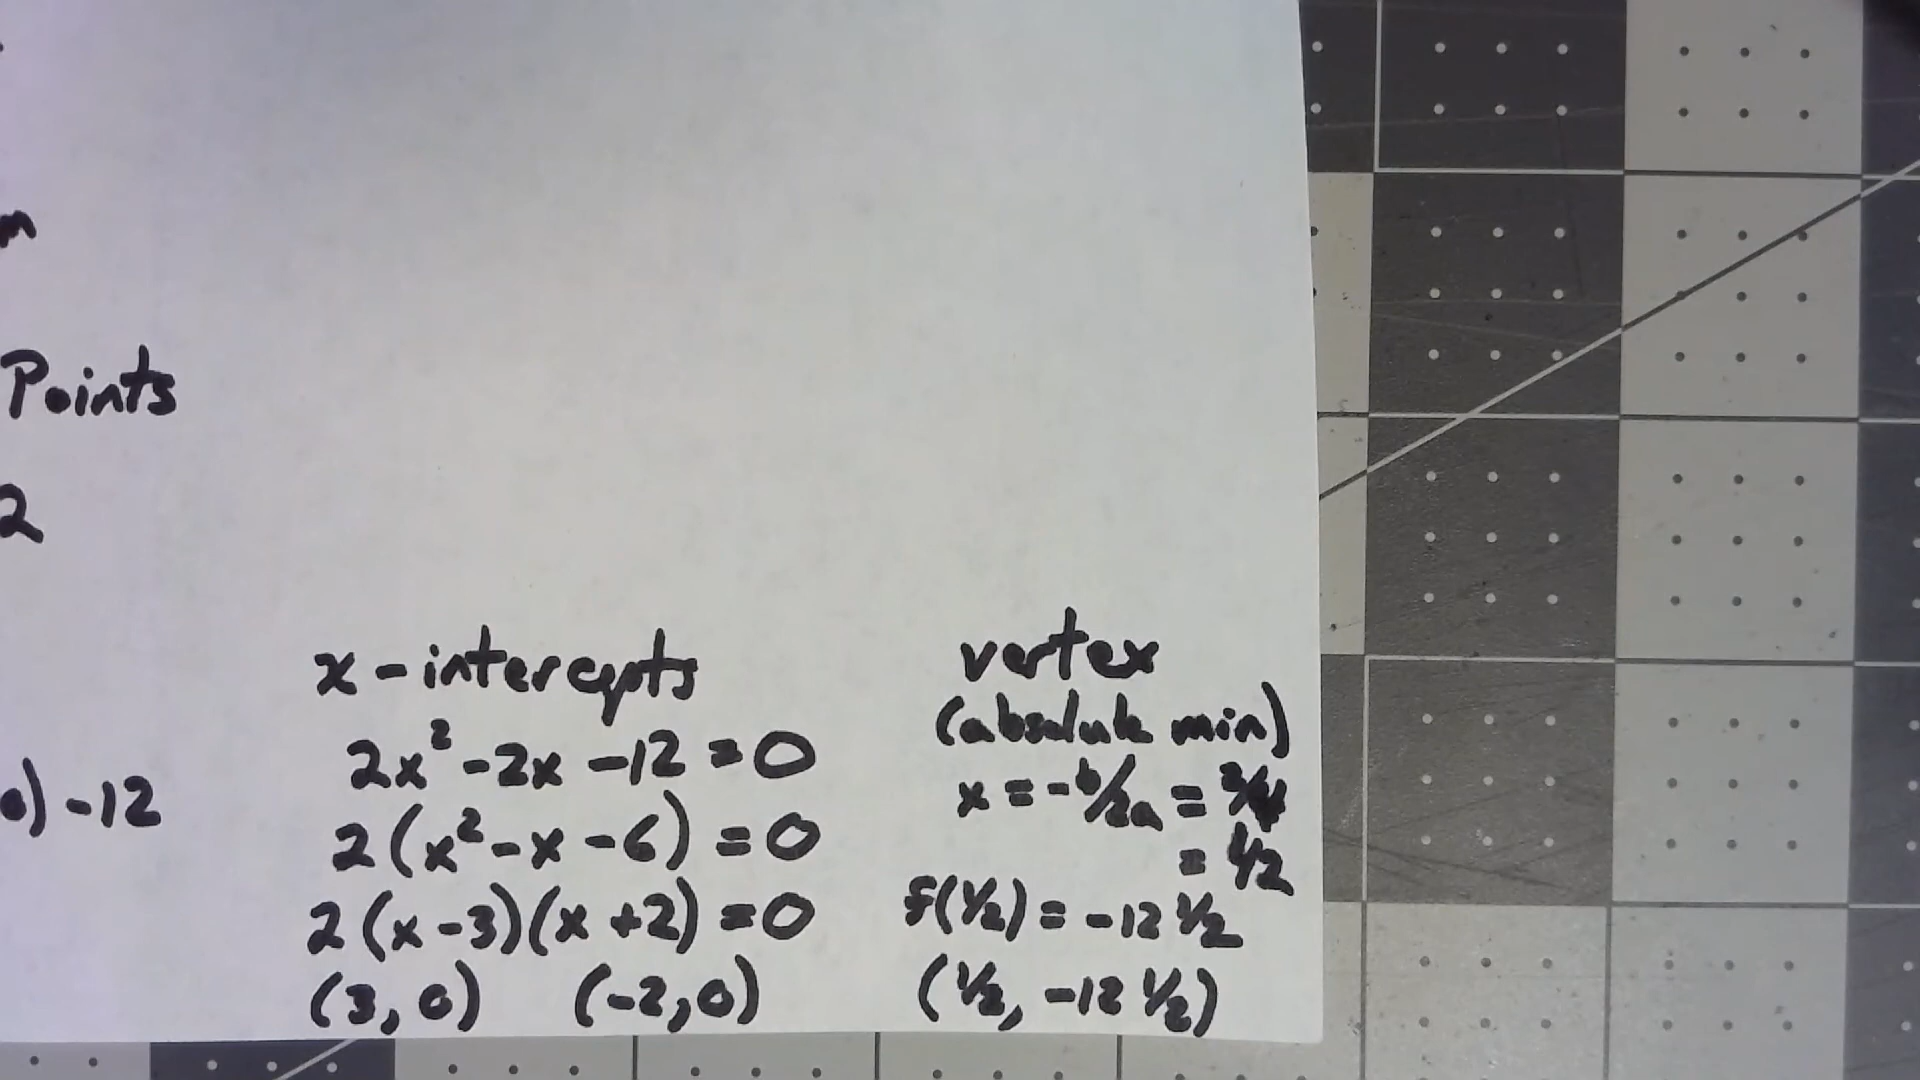 Points
2
x-intercepts
2x² - 2x - 12 = 0
2(x² - x - 6) = 0
2(x - 3)(x + 2) = 0
(3, 0) (-2, 0)
vertex
(absolute min)
x = -b/2a = 2/4
= 1/2
f(1/2) = -12 1/2
(1/2, -12 1/2)
0) - 12